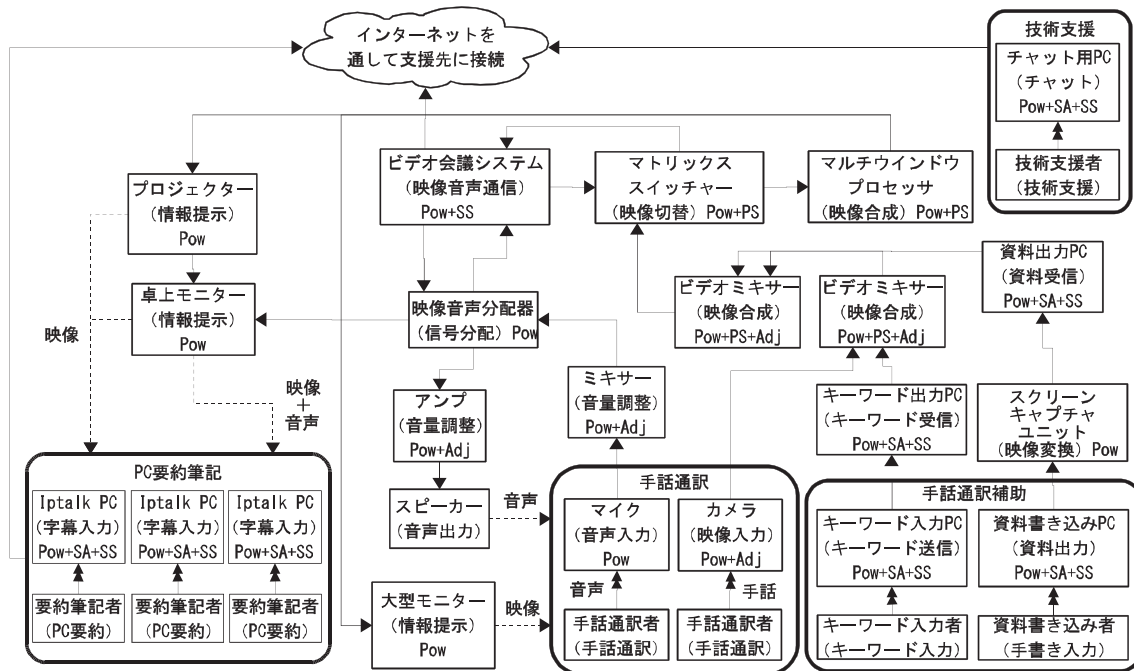 インターネットを
通して支援先に接続
技術支援
チャット用PC
(チャット)
Pow+SA+SS
技術支援者
(技術支援)
ビデオ会議システム
(映像音声通信)
Pow+SS
マトリックス
スイッチャー
(映像切替) Pow+PS
マルチウインドウ
プロセッサ
(映像合成) Pow+PS
プロジェクター
(情報提示)
Pow
卓上モニター
(情報提示)
Pow
映像
映像
+
音声
映像音声分配器
(信号分配) Pow
ビデオミキサー
(映像合成)
Pow+PS+Adj
ビデオミキサー
(映像合成)
Pow+PS+Adj
資料出力PC
(資料受信)
Pow+SA+SS
アンプ
(音量調整)
Pow+Adj
ミキサー
(音量調整)
Pow+Adj
キーワード出力PC
(キーワード受信)
Pow+SA+SS
スクリーン
キャプチャ
ユニット
(映像変換) Pow
PC要約筆記
Iptalk PC
(字幕入力)
Pow+SA+SS
Iptalk PC
(字幕入力)
Pow+SA+SS
Iptalk PC
(字幕入力)
Pow+SA+SS
要約筆記者
(PC要約)
要約筆記者
(PC要約)
要約筆記者
(PC要約)
スピーカー
(音声出力)
音声
大型モニター
(情報提示)
Pow
映像
手話通訳
マイク
(音声入力)
Pow
カメラ
(映像入力)
Pow+Adj
音声
手話
手話通訳者
(手話通訳)
手話通訳者
(手話通訳)
手話通訳補助
キーワード入力PC
(キーワード送信)
Pow+SA+SS
資料書き込みPC
(資料出力)
Pow+SA+SS
キーワード入力者
(キーワード入力)
資料書き込み者
(手書き入力)